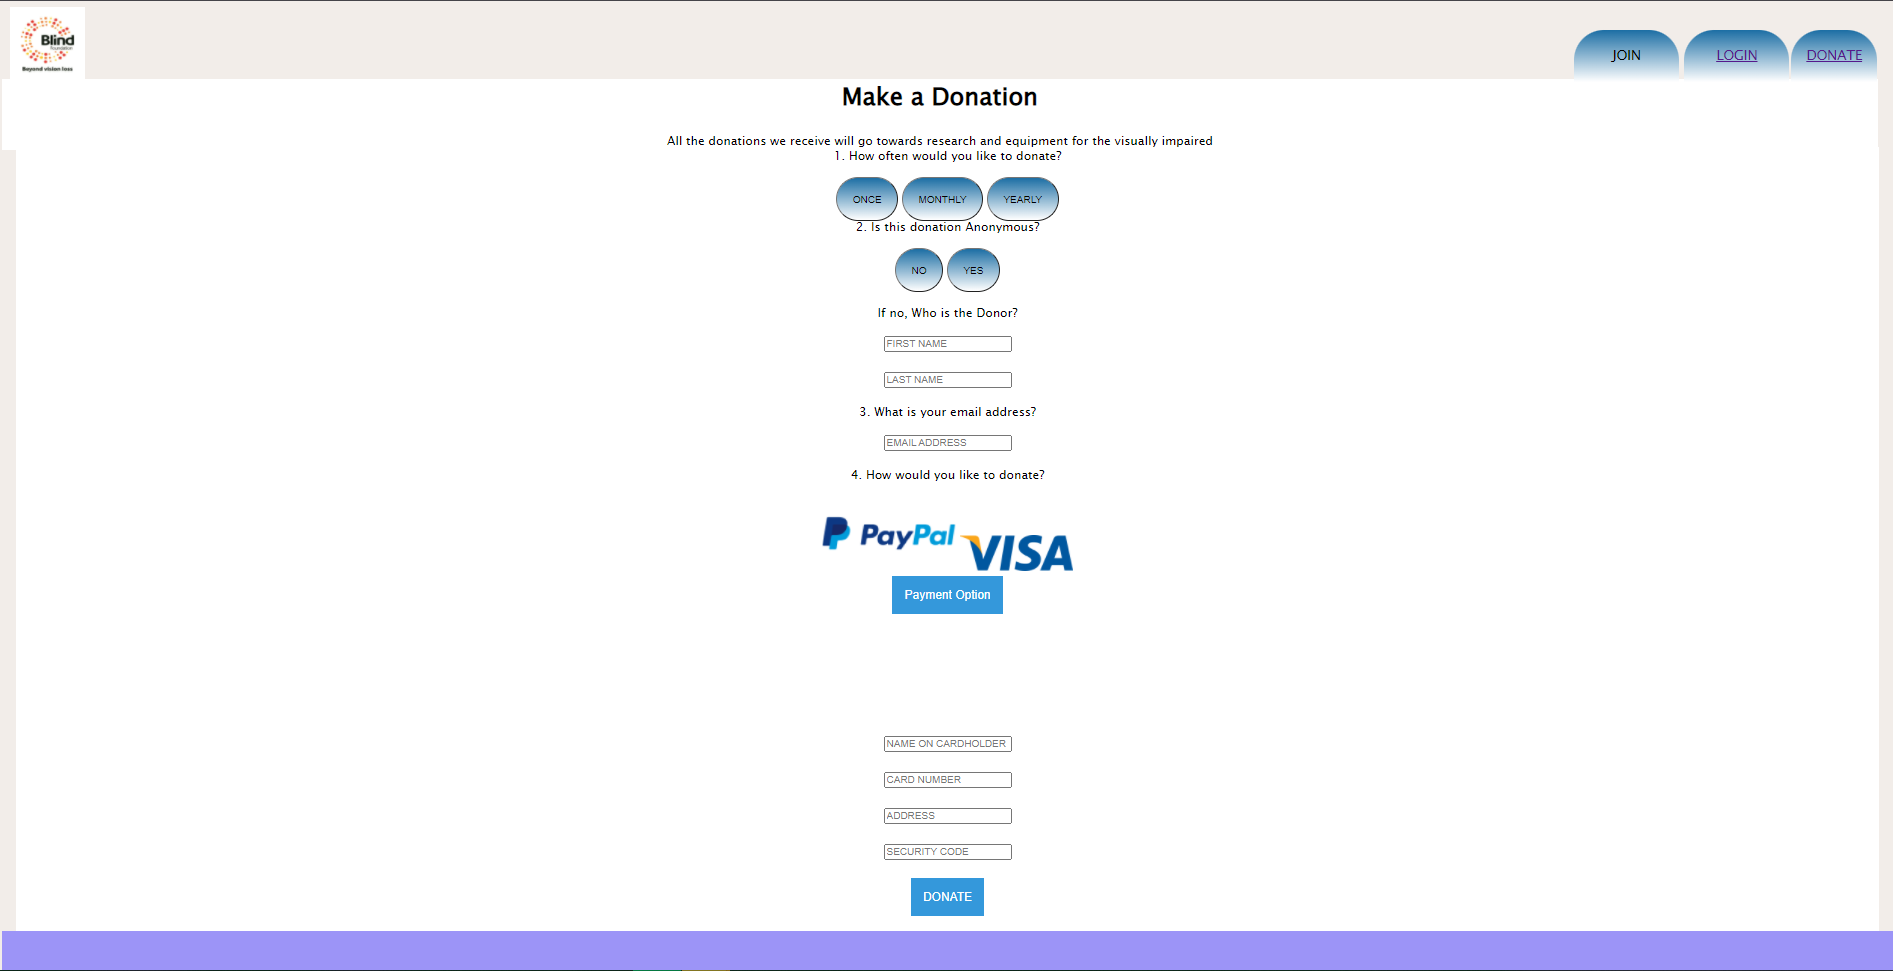 Blind
Foundation
Beyond vision loss
JOIN
LOGIN
DONATE
Make a Donation
All the donations we receive will go towards research and equipment for the visually impaired
1. How often would you like to donate?
ONCE MONTHLY YEARLY
2. Is this donation Anonymous?
NO YES
If no, Who is the Donor?
FIRST NAME
LAST NAME
3. What is your email address?
EMAIL ADDRESS
4. How would you like to donate?
PayPal VISA
Payment Option
NAME ON CARDHOLDER
CARD NUMBER
ADDRESS
SECURITY CODE
DONATE